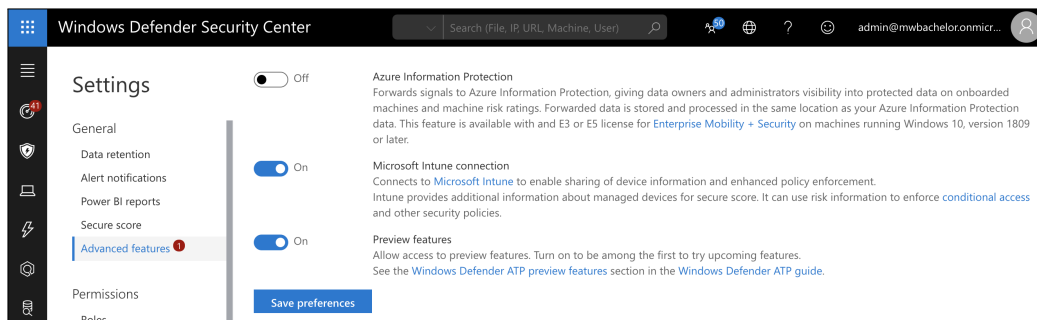 Windows Defender Security Center
Search (File, IP, URL, Machine, User)
50
admin@mwbachelor.onmicr...
41
Settings
General
Data retention
Alert notifications
Power BI reports
Secure score
Advanced features 1
Permissions
Roles
Off
Azure Information Protection
Forwards signals to Azure Information Protection, giving data owners and administrators visibility into protected data on onboarded
machines and machine risk ratings. Forwarded data is stored and processed in the same location as your Azure Information Protection
data. This feature is available with and E3 or E5 license for Enterprise Mobility + Security on machines running Windows 10, version 1809
or later.
On
Microsoft Intune connection
Connects to Microsoft Intune to enable sharing of device information and enhanced policy enforcement.
Intune provides additional information about managed devices for secure score. It can use risk information to enforce conditional access
and other security policies.
On
Preview features
Allow access to preview features. Turn on to be among the first to try upcoming features.
See the Windows Defender ATP preview features section in the Windows Defender ATP guide.
Save preferences